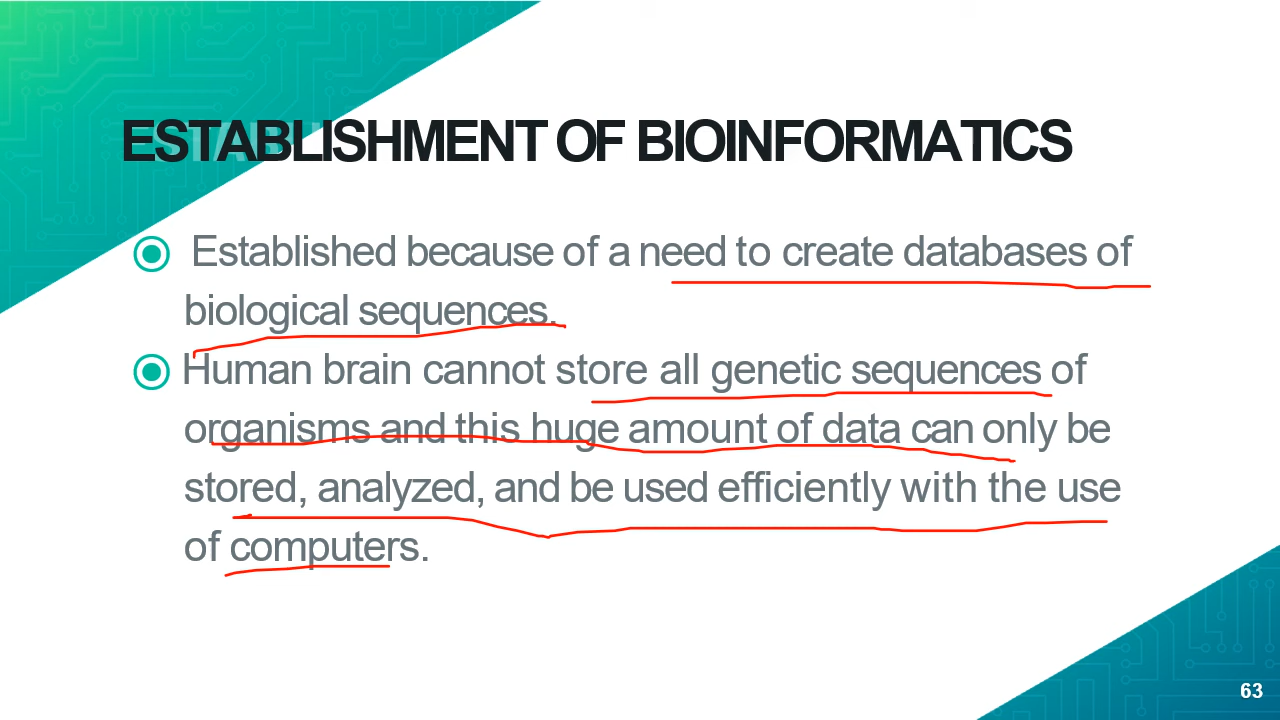 ESTABLISHMENT OF BIOINFORMATICS
Established because of a need to create databases of
biological sequences.
Human brain cannot store all genetic sequences of
organisms and this huge amount of data can only be
stored, analyzed, and be used efficiently with the use
of computers.
63